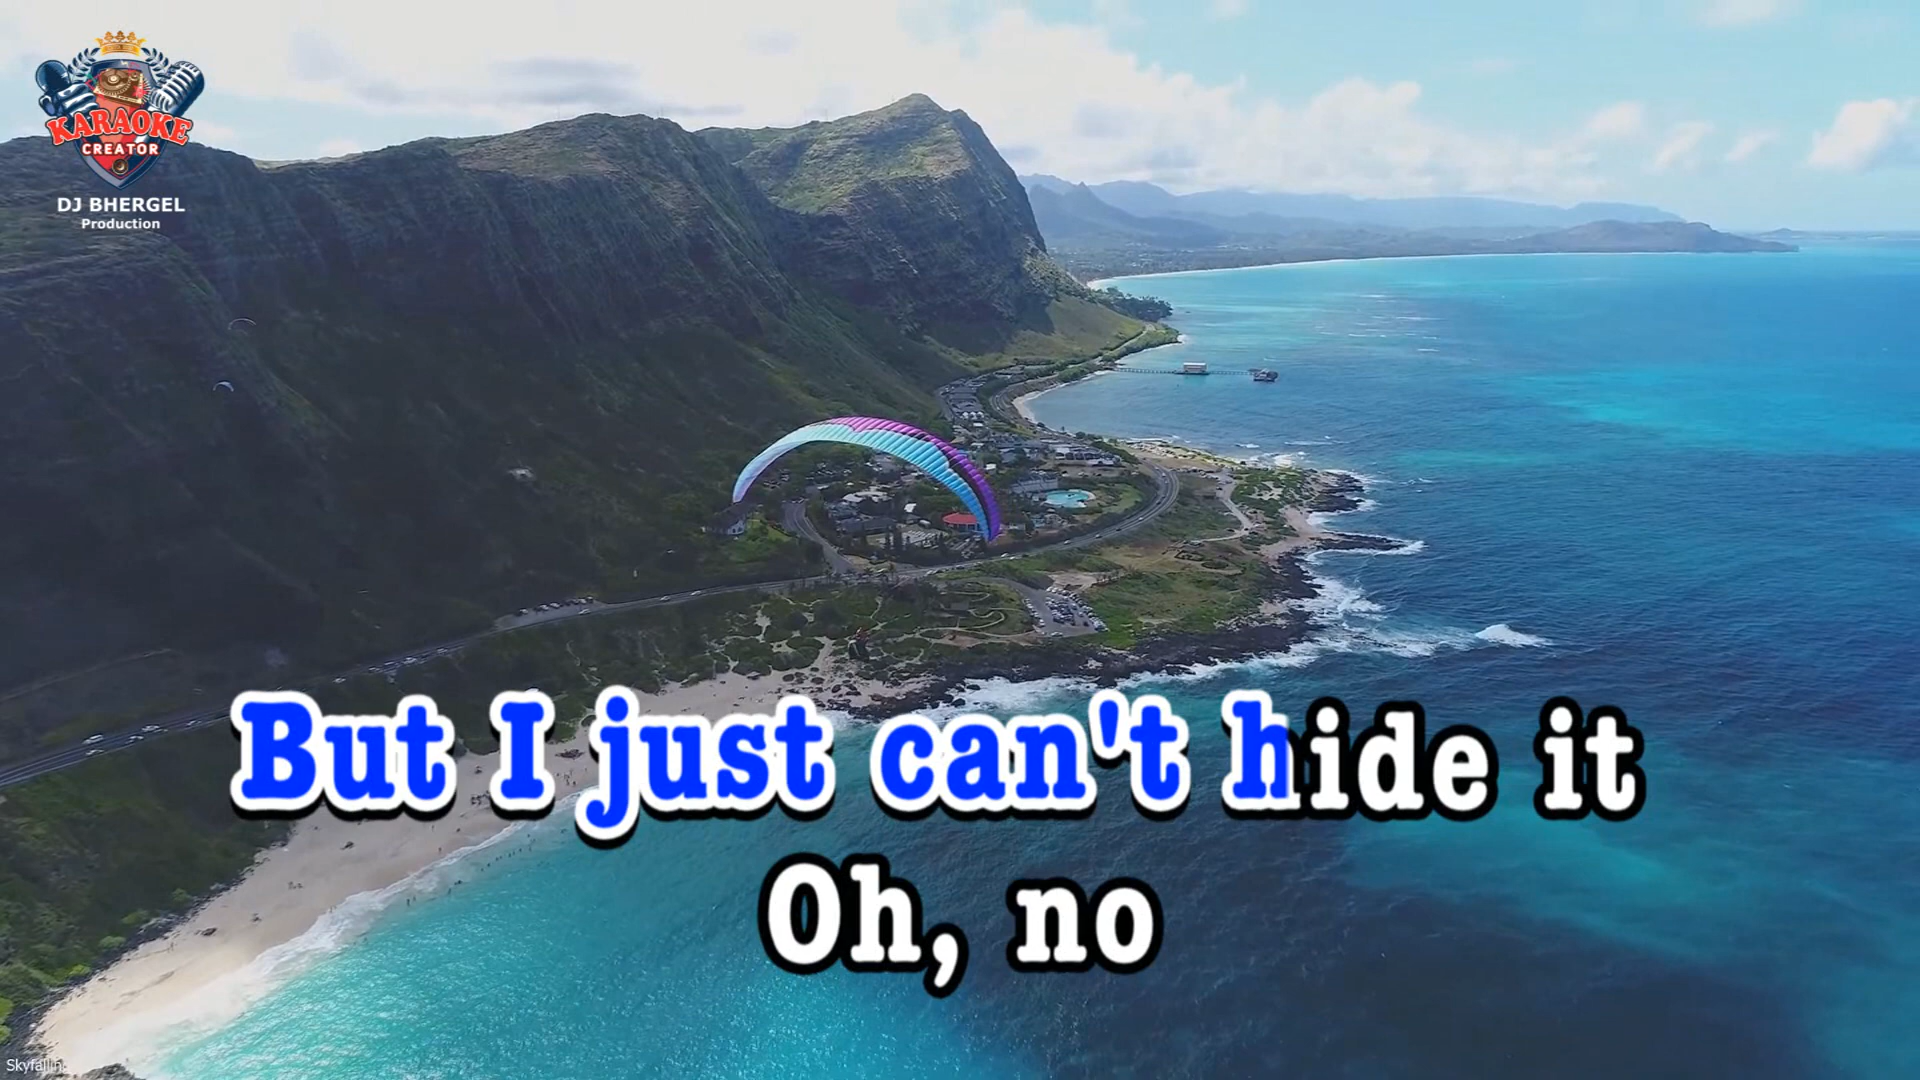 KARAOKE
CREATOR
DJ BHERGEL
Production
But I just can't hide it
Oh, no